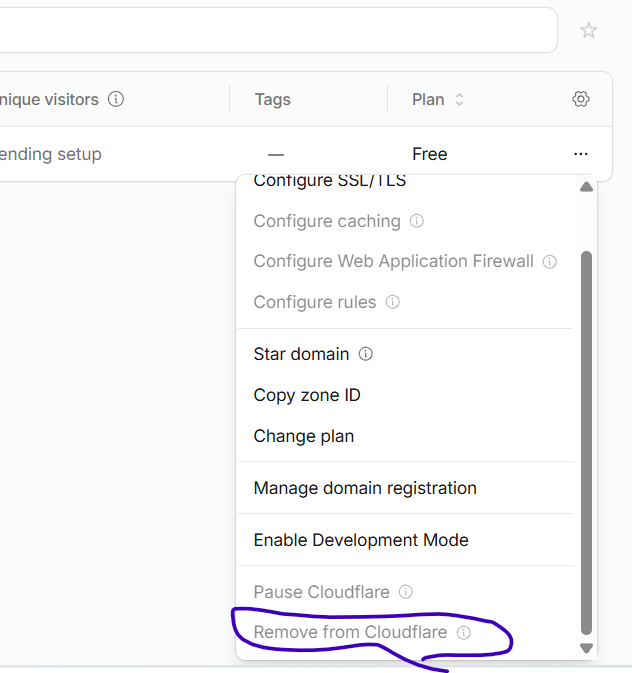 nique visitors
Tags
Plan
ending setup
—
Free
...
Configure SSL/TLS
Configure caching
Configure Web Application Firewall
Configure rules
Star domain
Copy zone ID
Change plan
Manage domain registration
Enable Development Mode
Pause Cloudflare
Remove from Cloudflare